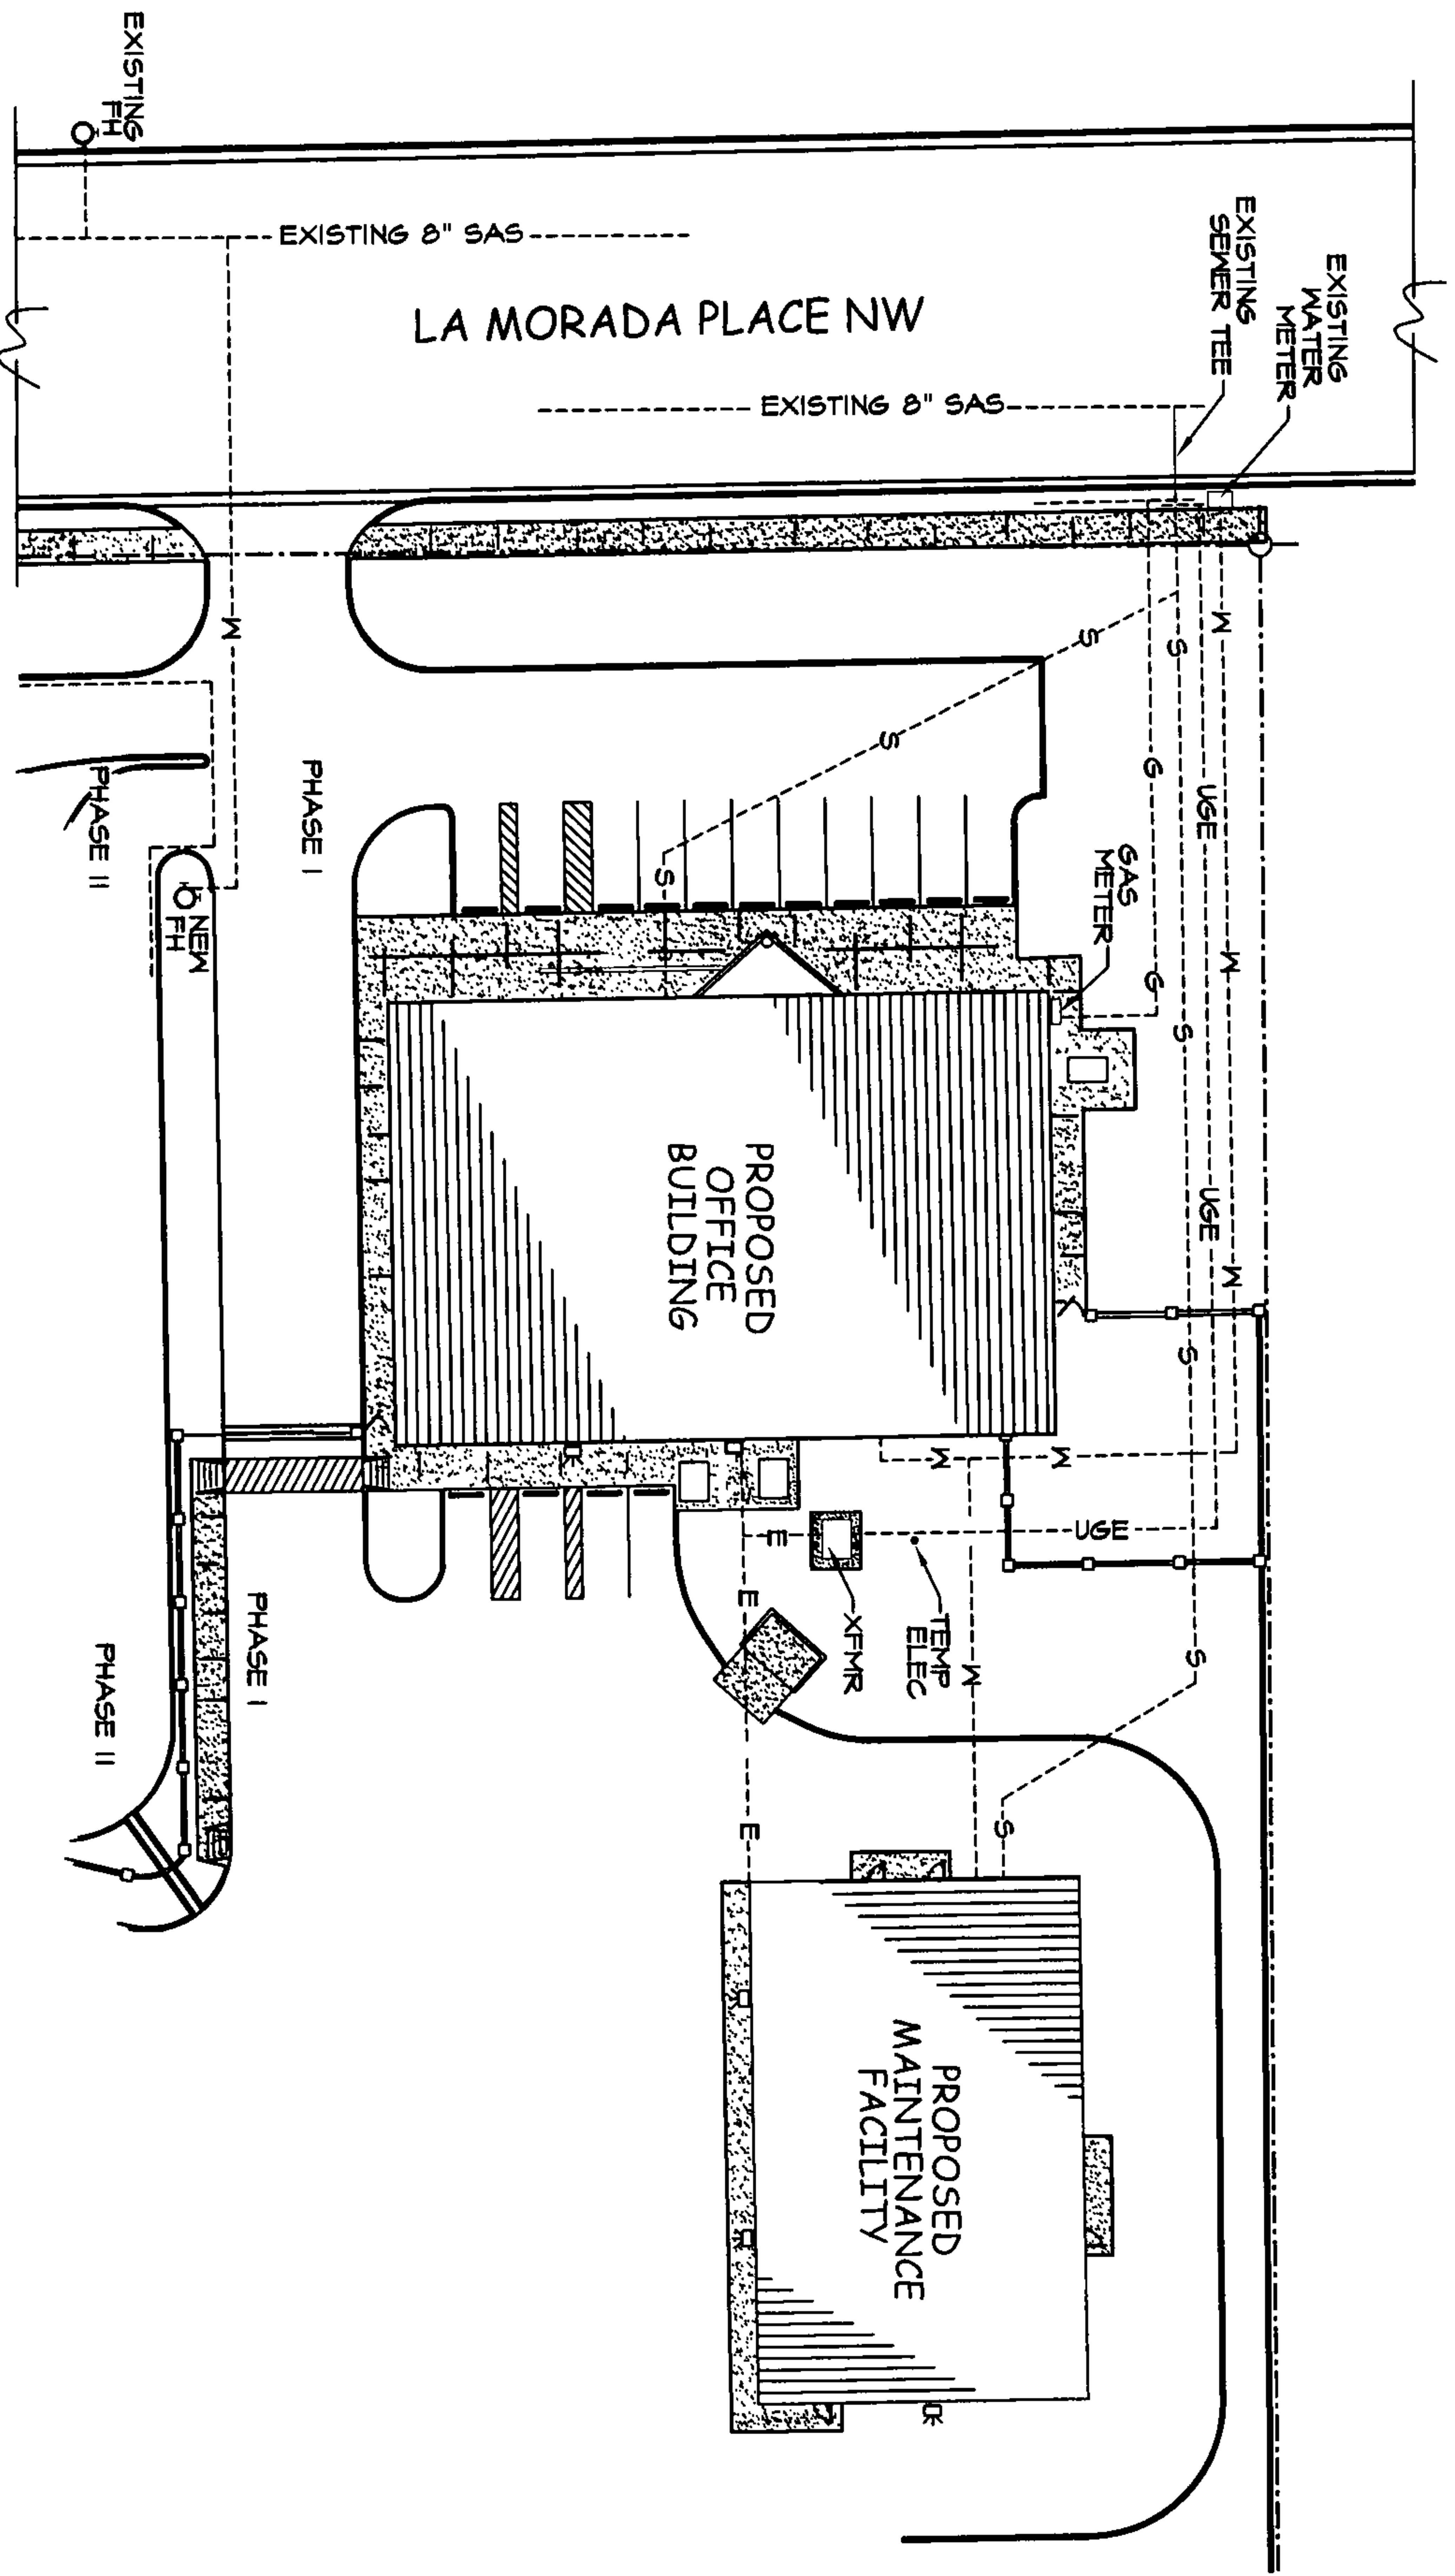 EXISTING
FH
EXISTING 8" SAS
LA MORADA PLACE NW
EXISTING 8" SAS
EXISTING
SEWER TEE
EXISTING
WATER
METER
W
S
S
W
S
G
UGE
W
S
G
S
UGE
W
GAS
METER
PHASE I
PHASE II
NEW
FH
S
PROPOSED
OFFICE
BUILDING
S
W
W
UGE
E
E
XFMR
TEMP
ELEC
W
S
E
S
PHASE I
PHASE II
PROPOSED
MAINTENANCE
FACILITY